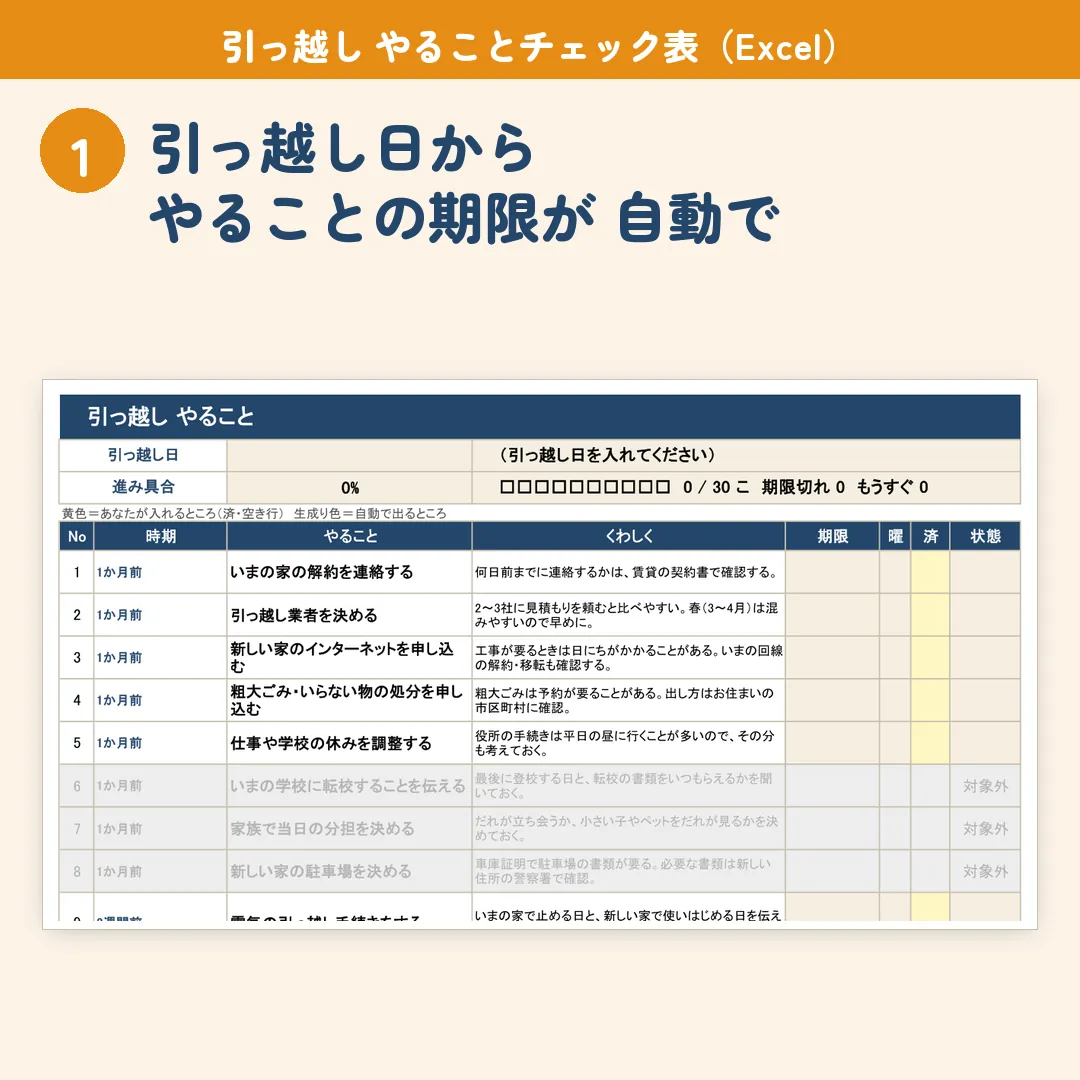 引っ越し やることチェック表（Excel）
1
引っ越し日から
やることの期限が 自動で
引っ越し やること
引っ越し日 （引っ越し日を入れてください）
進み具合 0% □□□□□□□□□□ 0 / 30 こ 期限切れ 0 もうすぐ 0
黄色＝あなたが入れるところ（済・空き行） 生成り色＝自動で出るところ
No 時期 やること くわしく 期限 曜 済 状態
1 1か月前 いまの家の解約を連絡する 何日前までに連絡するかは、賃貸の契約書で確認する。
2 1か月前 引っ越し業者を決める 2～3社に見積もりを頼むと比べやすい。春（3～4月）は混
みやすいので早めに。
3 1か月前 新しい家のインターネットを申し込
む
工事が要るときは日にちがかかることがある。いまの回線
の解約・移転も確認する。
4 1か月前 粗大ごみ・いらない物の処分を申し
込む
粗大ごみは予約が要ることがある。出し方はお住まいの
市区町村に確認。
5 1か月前 仕事や学校の休みを調整する 役所の手続きは平日の昼に行くことが多いので、その分
も考えておく。
6 1か月前 いまの学校に転校することを伝える 最後に登校する日と、転校の書類をいつもらえるかを聞
いておく。
対象外
7 1か月前 家族で当日の分担を決める だれが立ち会うか、小さい子やペットをだれが見るかを決
めておく。
対象外
8 1か月前 新しい家の駐車場を決める 車庫証明で駐車場の書類が要る。必要な書類は新しい
住所の警察署で確認。
対象外
9 2週間前 電気の引っ越し手続きをする いまの家で止める日と、新しい家で使いはじめる日を伝え